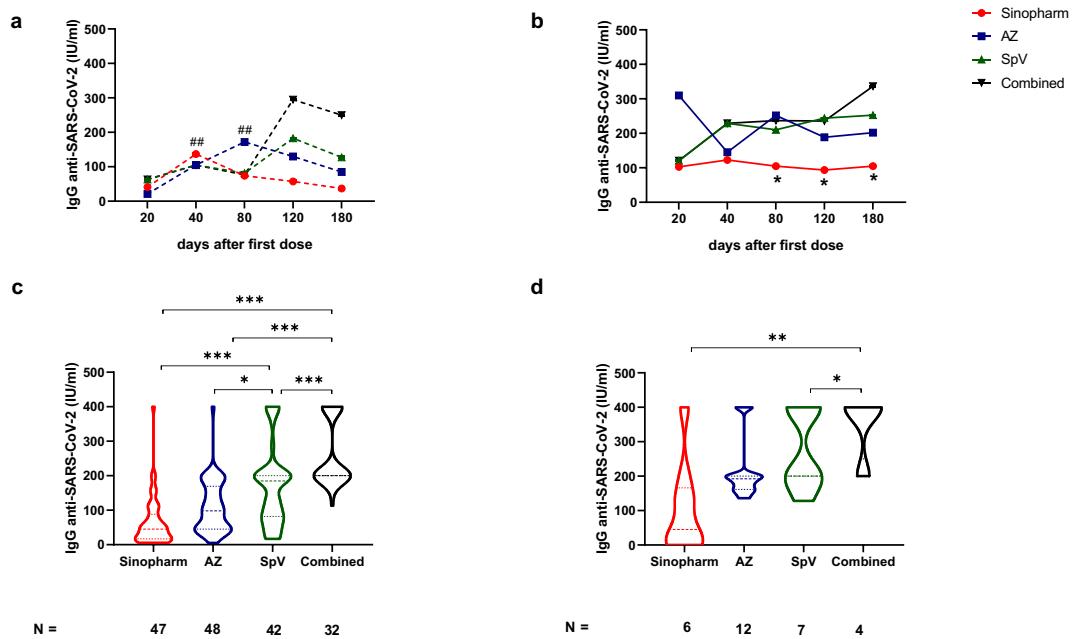 a
IgG anti-SARS-CoV-2 (IU/ml)
500
400
300
200
100
0
##
##
20 40 80 120 180
days after first dose
b
IgG anti-SARS-CoV-2 (IU/ml)
500
400
300
200
100
0
* * *
20 40 80 120 180
days after first dose
Sinopharm
AZ
SpV
Combined
c
IgG anti-SARS-CoV-2 (IU/ml)
***
***
***
* ***
500
400
300
200
100
0
Sinopharm AZ SpV Combined
N = 47 48 42 32
d
IgG anti-SARS-CoV-2 (IU/ml)
**
*
500
400
300
200
100
0
Sinopharm AZ SpV Combined
N = 6 12 7 4